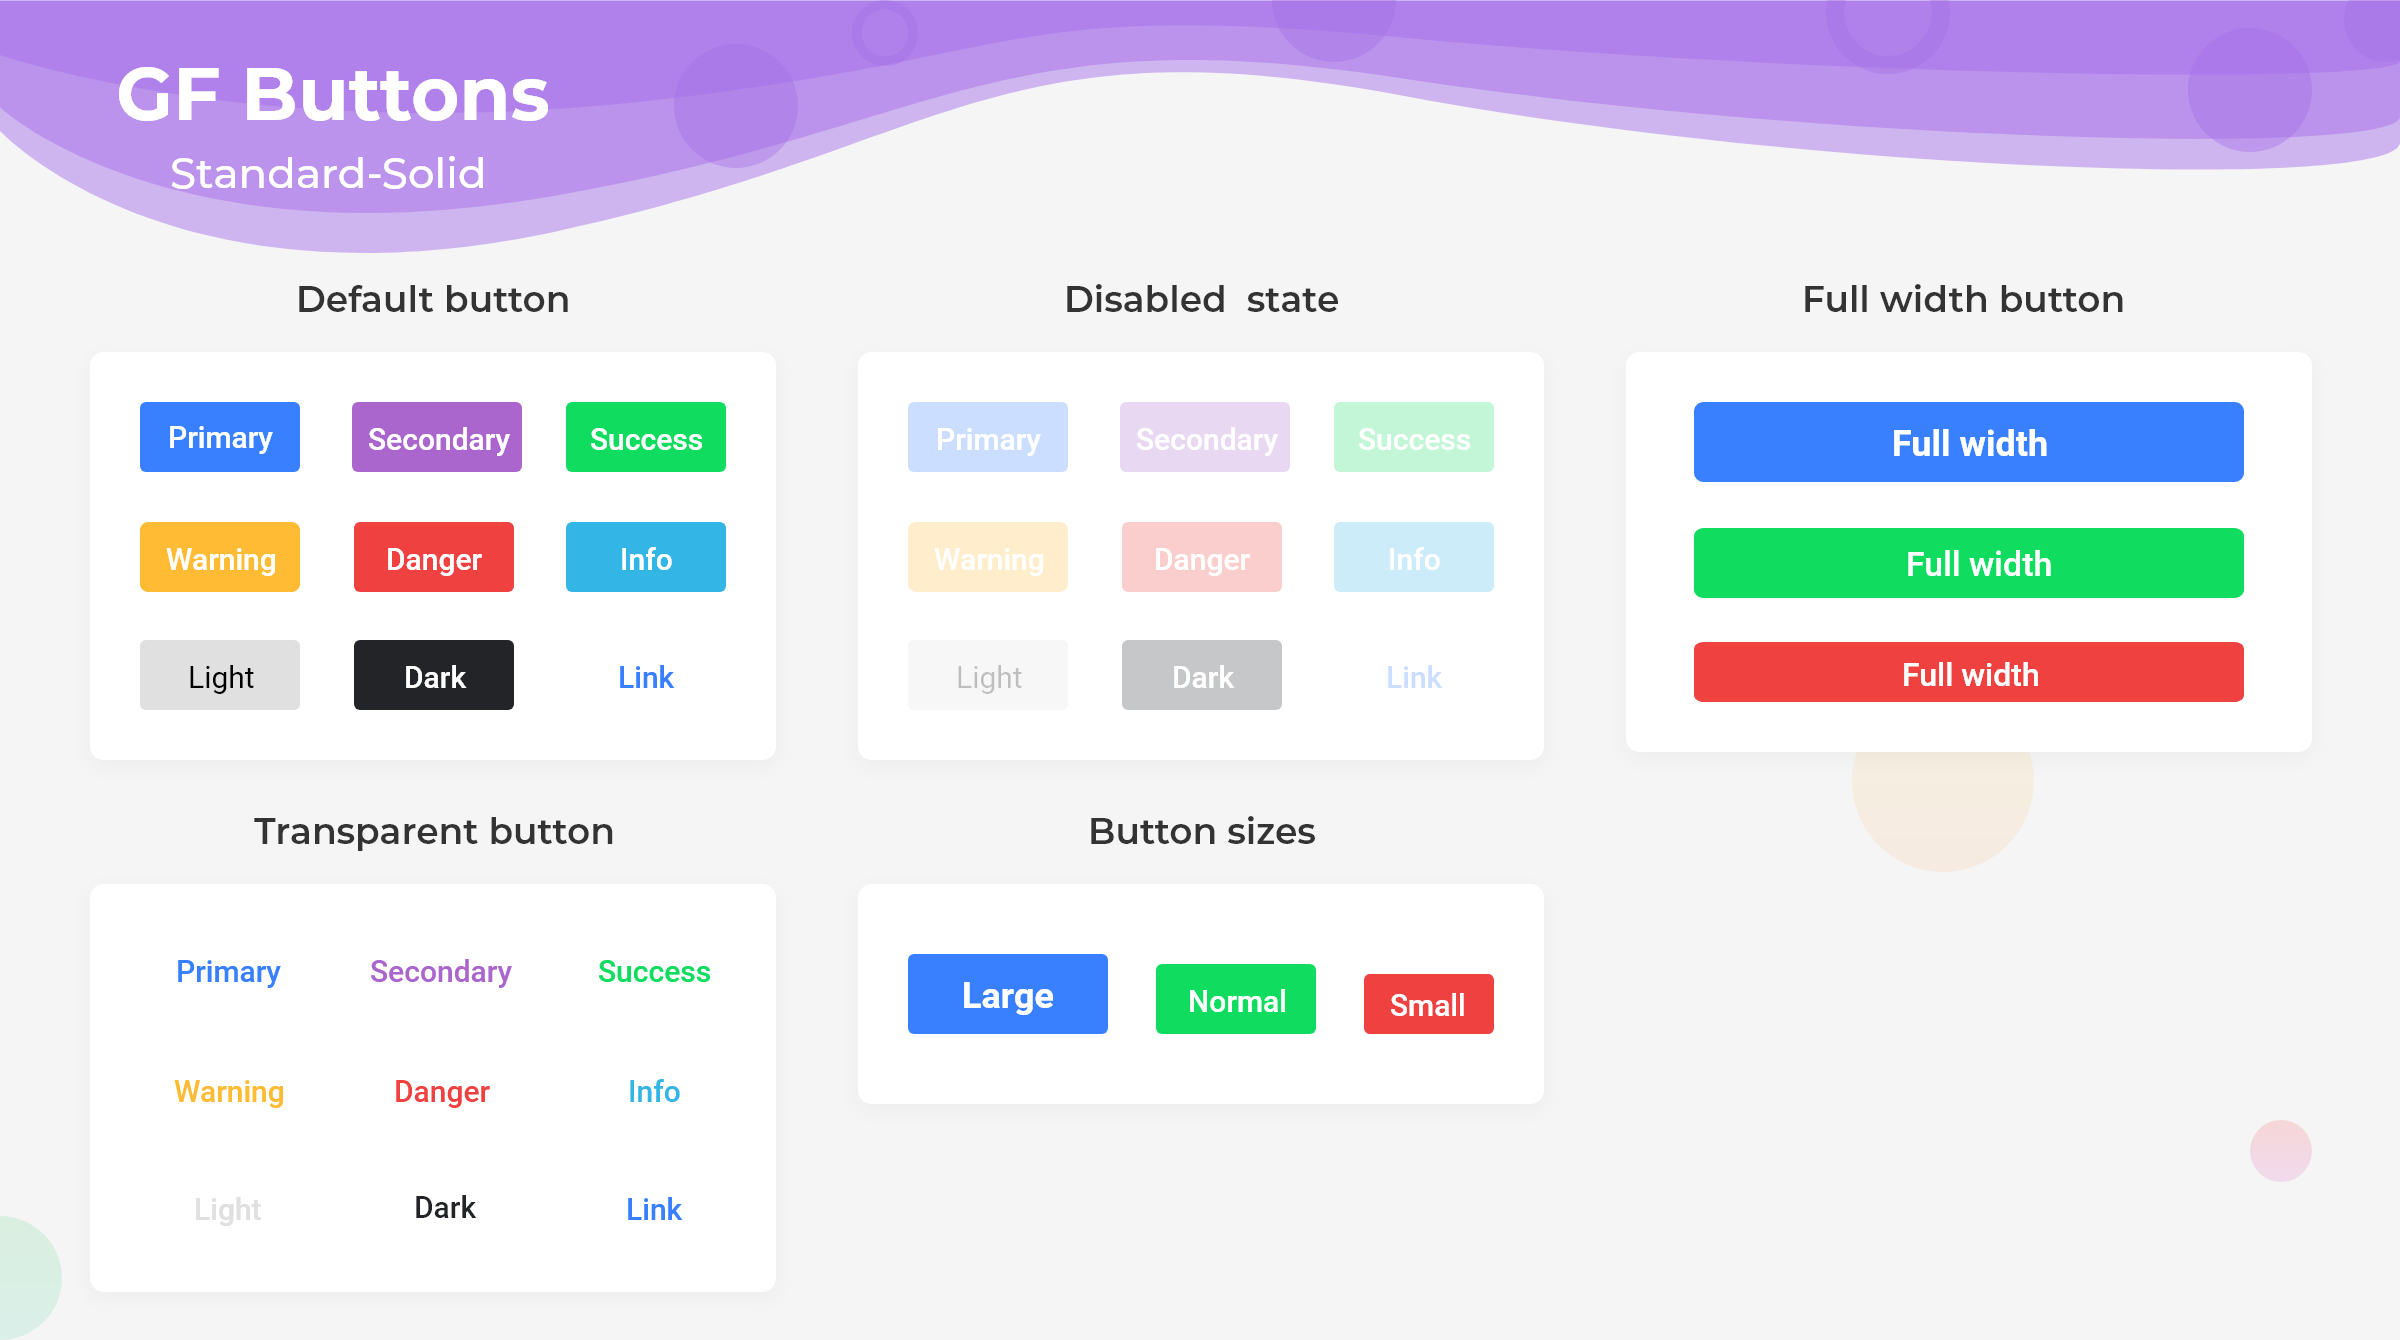 GF Buttons
Standard-Solid
Default button
Primary Secondary Success
Warning Danger Info
Light Dark Link
Disabled state
Primary Secondary Success
Warning Danger Info
Light Dark Link
Full width button
Full width
Full width
Full width
Transparent button
Primary Secondary Success
Warning Danger Info
Light Dark Link
Button sizes
Large Normal Small